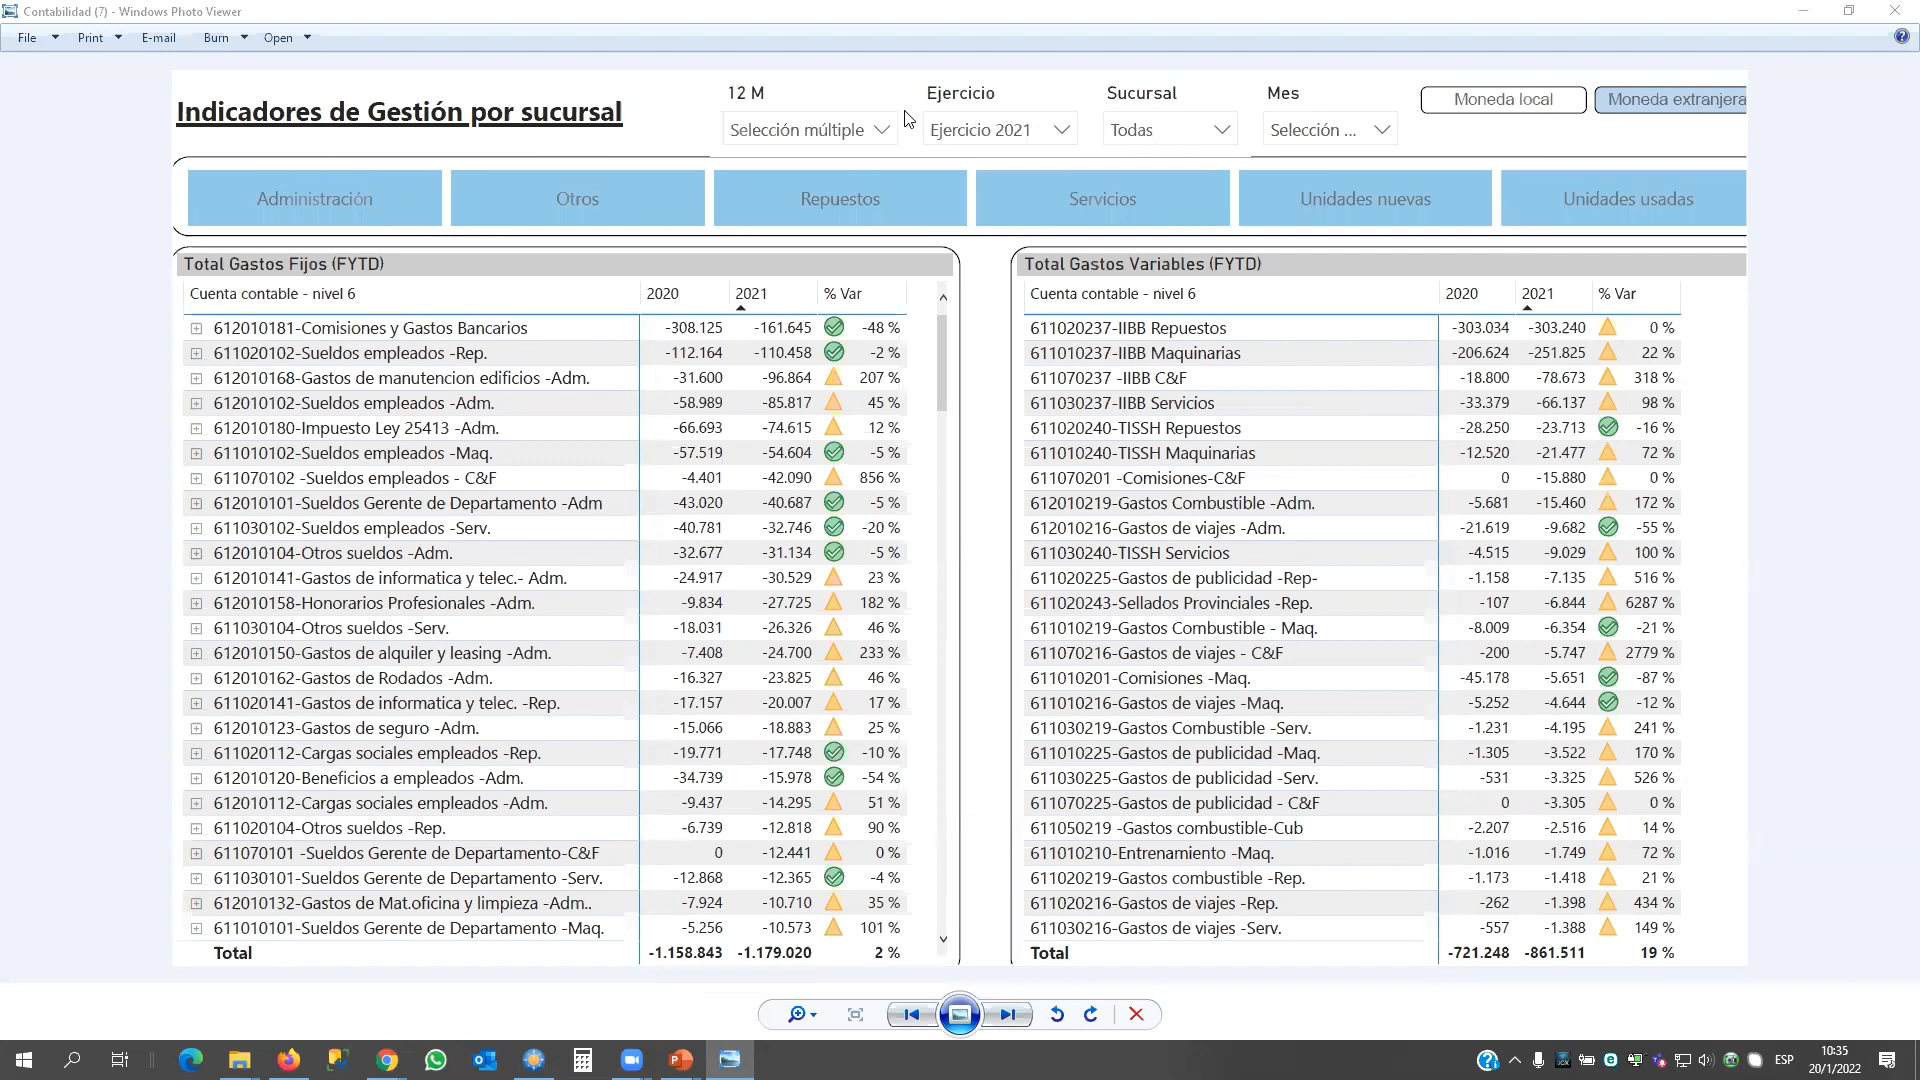 Contabilidad (7) - Windows Photo Viewer
File Print E-mail Burn Open
Indicadores de Gestión por sucursal
12 M Ejercicio Sucursal Mes
Selección múltiple Ejercicio 2021 Todas Selección ...
Moneda local Moneda extranjera
Administración Otros Repuestos Servicios Unidades nuevas Unidades usadas
Total Gastos Fijos (FYTD)
Cuenta contable - nivel 6 2020 2021 % Var
612010181-Comisiones y Gastos Bancarios -308.125 -161.645 -48 %
611020102-Sueldos empleados -Rep. -112.164 -110.458 -2 %
612010168-Gastos de manutencion edificios -Adm. -31.600 -96.864 207 %
612010102-Sueldos empleados -Adm. -58.989 -85.817 45 %
612010180-Impuesto Ley 25413 -Adm. -66.693 -74.615 12 %
611010102-Sueldos empleados -Maq. -57.519 -54.604 -5 %
611070102 -Sueldos empleados - C&F -4.401 -42.090 856 %
612010101-Sueldos Gerente de Departamento -Adm -43.020 -40.687 -5 %
611030102-Sueldos empleados -Serv. -40.781 -32.746 -20 %
612010104-Otros sueldos -Adm. -32.677 -31.134 -5 %
612010141-Gastos de informatica y telec.- Adm. -24.917 -30.529 23 %
612010158-Honorarios Profesionales -Adm. -9.834 -27.725 182 %
611030104-Otros sueldos -Serv. -18.031 -26.326 46 %
612010150-Gastos de alquiler y leasing -Adm. -7.408 -24.700 233 %
612010162-Gastos de Rodados -Adm. -16.327 -23.825 46 %
611020141-Gastos de informatica y telec. -Rep. -17.157 -20.007 17 %
612010123-Gastos de seguro -Adm. -15.066 -18.883 25 %
611020112-Cargas sociales empleados -Rep. -19.771 -17.748 -10 %
612010120-Beneficios a empleados -Adm. -34.739 -15.978 -54 %
612010112-Cargas sociales empleados -Adm. -9.437 -14.295 51 %
611020104-Otros sueldos -Rep. -6.739 -12.818 90 %
611070101 -Sueldos Gerente de Departamento-C&F 0 -12.441 0 %
611030101-Sueldos Gerente de Departamento -Serv. -12.868 -12.365 -4 %
612010132-Gastos de Mat.oficina y limpieza -Adm.. -7.924 -10.710 35 %
611010101-Sueldos Gerente de Departamento -Maq. -5.256 -10.573 101 %
Total -1.158.843 -1.179.020 2 %
Total Gastos Variables (FYTD)
Cuenta contable - nivel 6 2020 2021 % Var
611020237-IIBB Repuestos -303.034 -303.240 0 %
611010237-IIBB Maquinarias -206.624 -251.825 22 %
611070237 -IIBB C&F -18.800 -78.673 318 %
611030237-IIBB Servicios -33.379 -66.137 98 %
611020240-TISSH Repuestos -28.250 -23.713 -16 %
611010240-TISSH Maquinarias -12.520 -21.477 72 %
611070201 -Comisiones-C&F 0 -15.880 0 %
612010219-Gastos Combustible -Adm. -5.681 -15.460 172 %
612010216-Gastos de viajes -Adm. -21.619 -9.682 -55 %
611030240-TISSH Servicios -4.515 -9.029 100 %
611020225-Gastos de publicidad -Rep- -1.158 -7.135 516 %
611020243-Sellados Provinciales -Rep. -107 -6.844 6287 %
611010219-Gastos Combustible - Maq. -8.009 -6.354 -21 %
611070216-Gastos de viajes - C&F -200 -5.747 2779 %
611010201-Comisiones -Maq. -45.178 -5.651 -87 %
611010216-Gastos de viajes -Maq. -5.252 -4.644 -12 %
611030219-Gastos Combustible -Serv. -1.231 -4.195 241 %
611010225-Gastos de publicidad -Maq. -1.305 -3.522 170 %
611030225-Gastos de publicidad -Serv. -531 -3.325 526 %
611070225-Gastos de publicidad - C&F 0 -3.305 0 %
611050219 -Gastos combustible-Cub -2.207 -2.516 14 %
611010210-Entrenamiento -Maq. -1.016 -1.749 72 %
611020219-Gastos combustible -Rep. -1.173 -1.418 21 %
611020216-Gastos de viajes -Rep. -262 -1.398 434 %
611030216-Gastos de viajes -Serv. -557 -1.388 149 %
Total -721.248 -861.511 19 %
ESP
10:35
20/1/2022